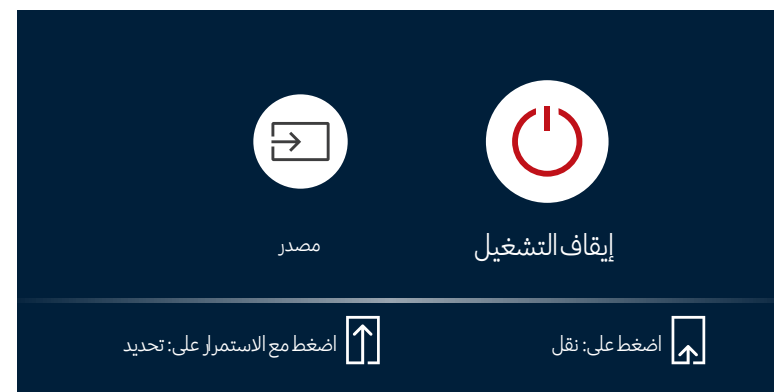 إيقاف التشغيل
مصدر
اضغط على: نقل
اضغط مع الاستمرار على: تحديد